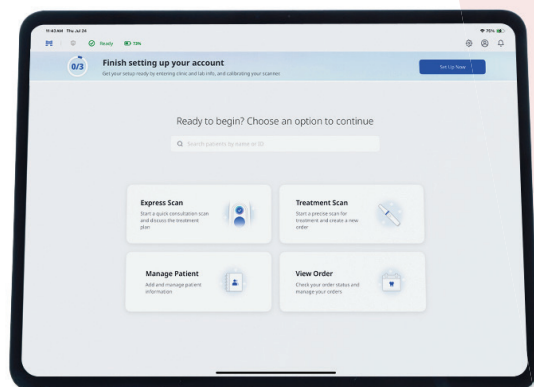 11:43 AM Thu Jul 24
75%
Ready
78%
0/3
Finish setting up your account
Get your setup ready by entering clinic and lab info, and calibrating your scanner
Set Up Now
Ready to begin? Choose an option to continue
Search patients by name or ID
Express Scan
Start a quick consultation scan
and discuss the treatment
plan
Treatment Scan
Start a precise scan for
treatment and create a new
order
Manage Patient
Add and manage patient
information
View Order
Check your order status and
manage your orders